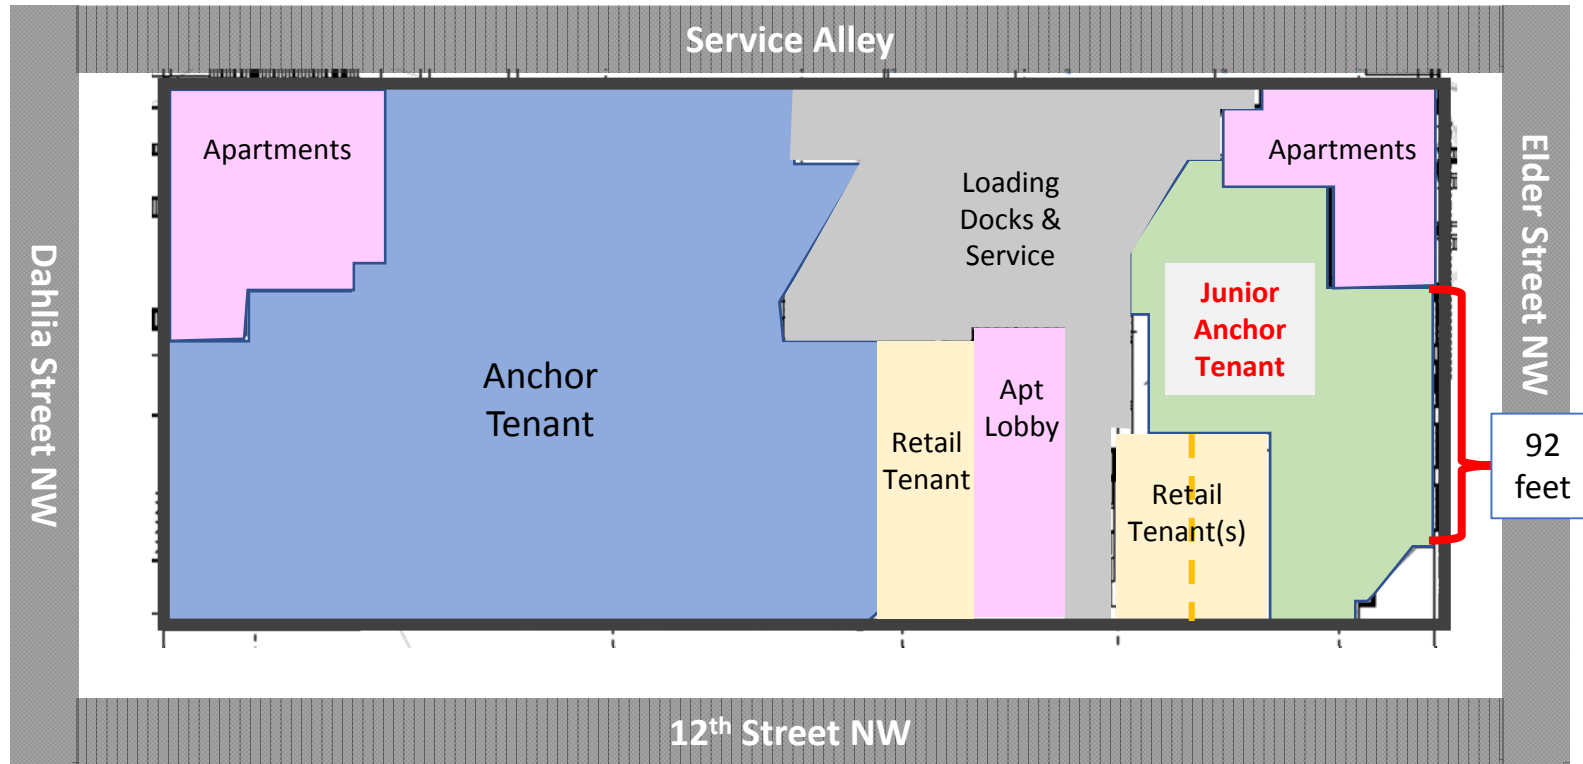 Service Alley
Apartments
Apartments
Loading
Docks &
Service
Dahlia Street NW
Elder Street NW
Junior
Anchor
Tenant
Anchor
Tenant
Apt
Lobby
Retail
Tenant
Retail
Tenant(s)
92
feet
12th Street NW